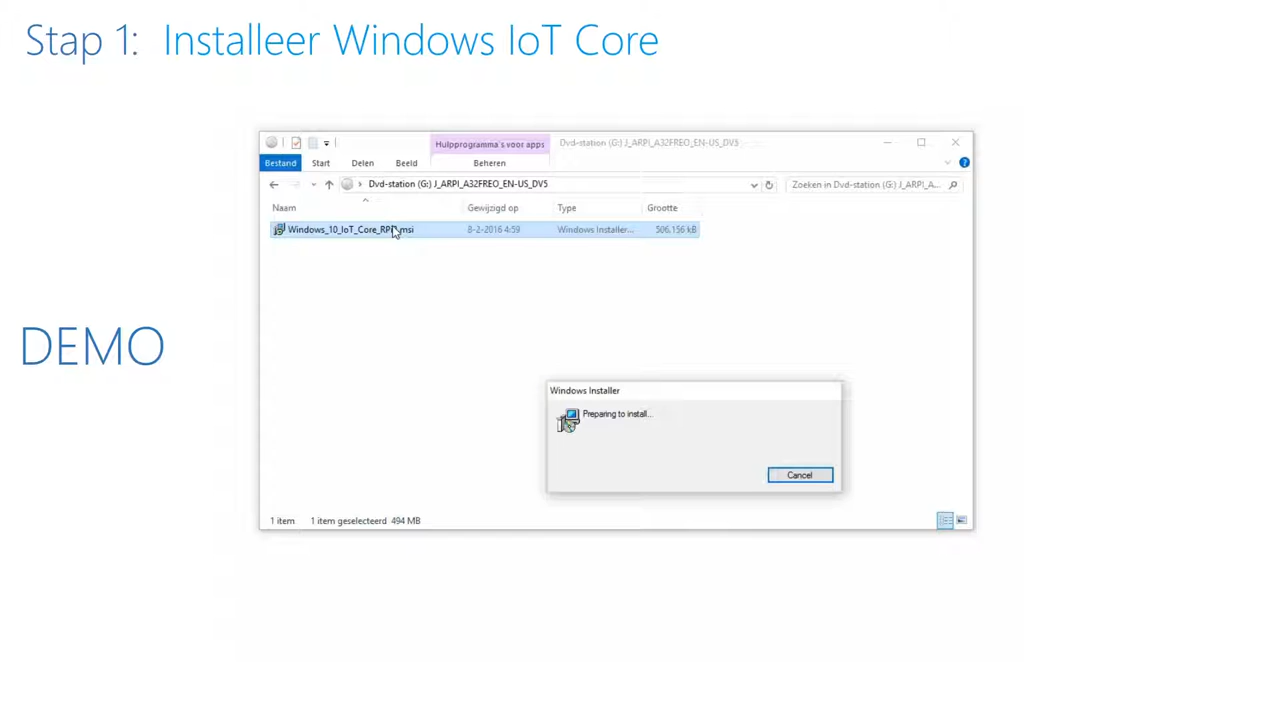 Stap 1: Installeer Windows IoT Core
Hulpprogramma's voor apps
Dvd-station (G:) J_ARPI_A32FREO_EN-US_DV5
Bestand Start Delen Beeld Beheren
Dvd-station (G:) J_ARPI_A32FREO_EN-US_DV5
Zoeken in Dvd-station (G:) J_ARPI_A...
Naam Gewijzigd op Type Grootte
8-2-2016 4:59 Windows Installer... 506.156 kB
DEMO
Windows Installer
Preparing to install...
Cancel
1 item 1 item geselecteerd 494 MB